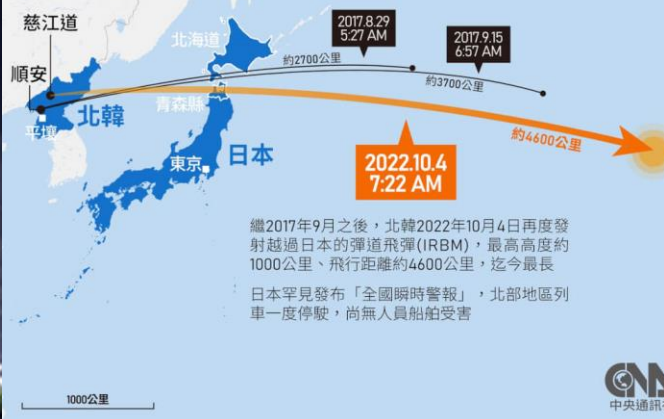 慈江道
順安
平壤
北韓
北海道
青森縣
東京
日本
2017.8.29
5:27 AM
約2700公里
2017.9.15
6:57 AM
約3700公里
約4600公里
2022.10.4
7:22 AM
繼2017年9月之後，北韓2022年10月4日再度發
射越過日本的彈道飛彈(IRBM)，最高高度約
1000公里、飛行距離約4600公里，迄今最長
日本罕見發布「全國瞬時警報」，北部地區列
車一度停駛，尚無人員船舶受害
1000公里
CNA
中央通訊社